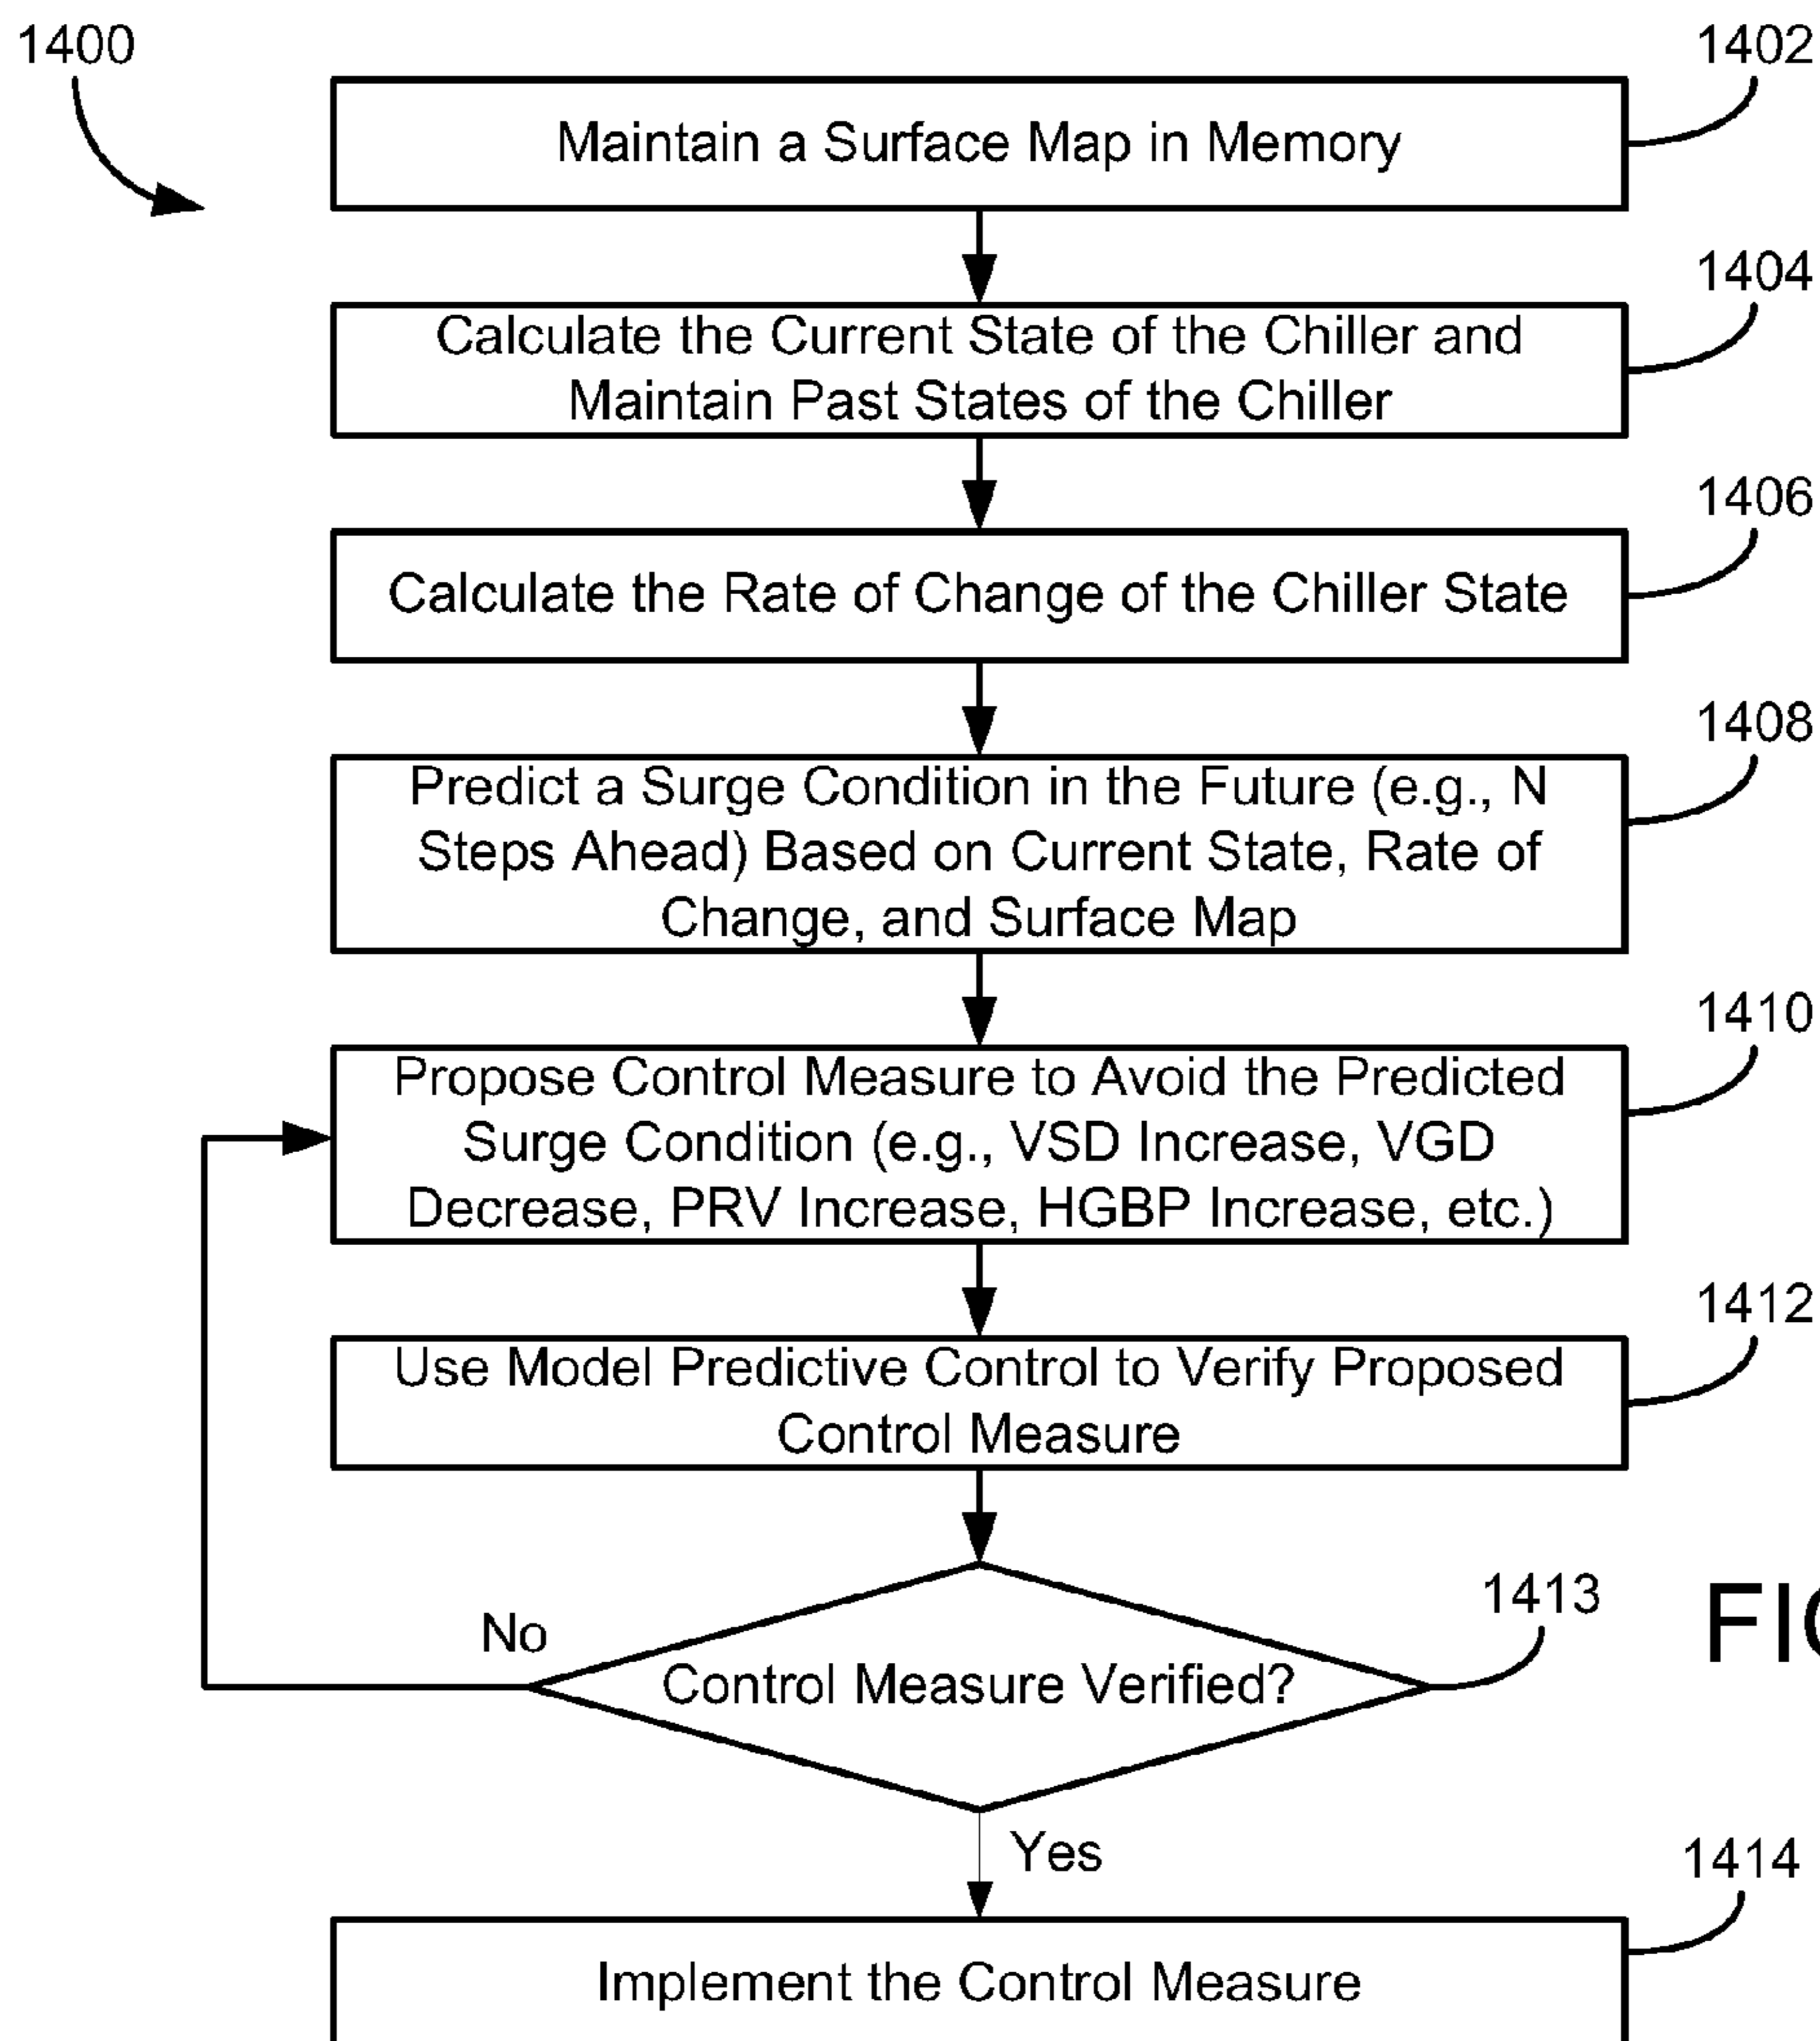 1400
1402
Maintain a Surface Map in Memory
1404
Calculate the Current State of the Chiller and
Maintain Past States of the Chiller
1406
Calculate the Rate of Change of the Chiller State
1408
Predict a Surge Condition in the Future (e.g., N
Steps Ahead) Based on Current State, Rate of
Change, and Surface Map
1410
Propose Control Measure to Avoid the Predicted
Surge Condition (e.g., VSD Increase, VGD
Decrease, PRV Increase, HGBP Increase, etc.)
1412
Use Model Predictive Control to Verify Proposed
Control Measure
1413
FI
No
Control Measure Verified?
Yes
1414
Implement the Control Measure